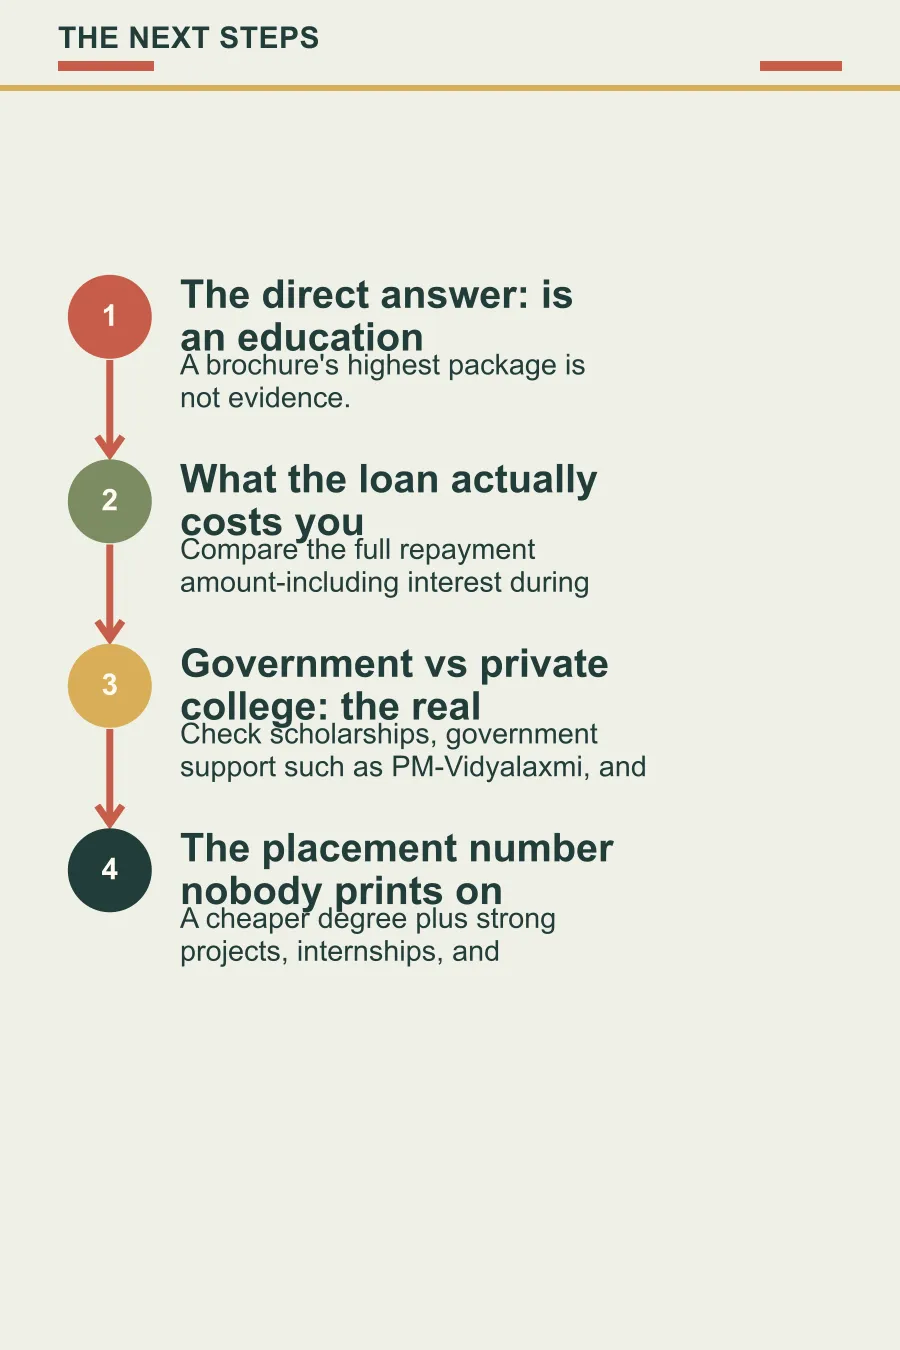 THE NEXT STEPS
1
The direct answer: is
an education
A brochure's highest package is
not evidence.
2
What the loan actually
costs you
Compare the full repayment
amount-including interest during
3
Government vs private
college: the real
Check scholarships, government
support such as PM-Vidyalaxmi, and
4
The placement number
nobody prints on
A cheaper degree plus strong
projects, internships, and